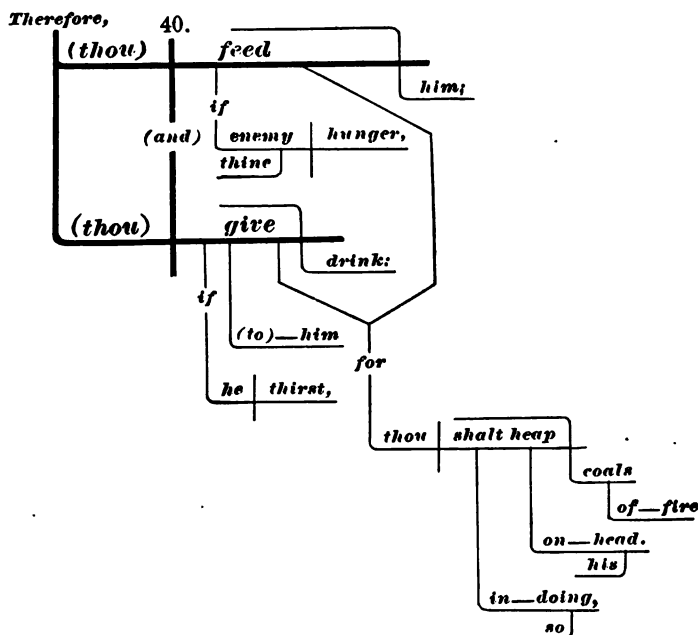 Therefore,
40.
(thou) feed
him;
if
(and) enemy hunger,
thine
(thou) give
drink:
if
(to)—him
for
he thirst,
thou shalt heap
coals
of—fire
on—head.
his
in—doing,
so